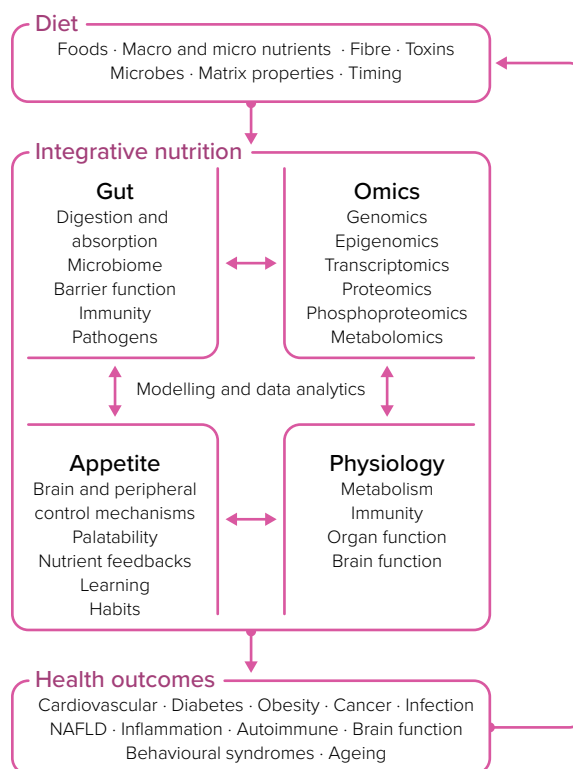 Diet
Foods · Macro and micro nutrients · Fibre · Toxins
Microbes · Matrix properties · Timing
Integrative nutrition
Gut
Digestion and
absorption
Microbiome
Barrier function
Immunity
Pathogens
Omics
Genomics
Epigenomics
Transcriptomics
Proteomics
Phosphoproteomics
Metabolomics
Modelling and data analytics
Appetite
Brain and peripheral
control mechanisms
Palatability
Nutrient feedbacks
Learning
Habits
Physiology
Metabolism
Immunity
Organ function
Brain function
Health outcomes
Cardiovascular · Diabetes · Obesity · Cancer · Infection
NAFLD · Inflammation · Autoimmune · Brain function
Behavioural syndromes · Ageing